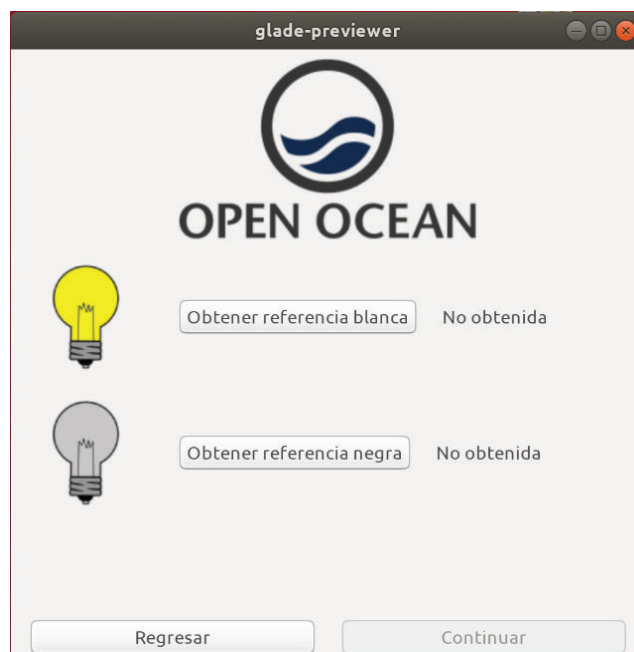 glade-previewer
OPEN OCEAN
Obtener referencia blanca No obtenida
Obtener referencia negra No obtenida
Regresar Continuar